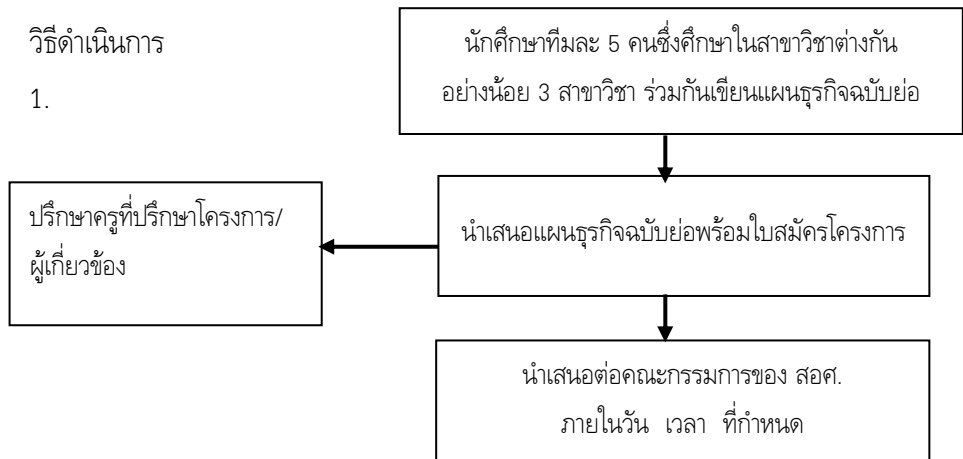 วิธีดำเนินการ
1.
นักศึกษาทีมละ 5 คนซึ่งศึกษาในสาขาวิชาต่างกัน
อย่างน้อย 3 สาขาวิชา ร่วมกันเขียนแผนธุรกิจฉบับย่อ
นำเสนอแผนธุรกิจฉบับย่อพร้อมใบสมัครโครงการ
ปรึกษาครูที่ปรึกษาโครงการ/
ผู้เกี่ยวข้อง
นำเสนอต่อคณะกรรมการของ สอศ.
ภายในวัน เวลา ที่กำหนด